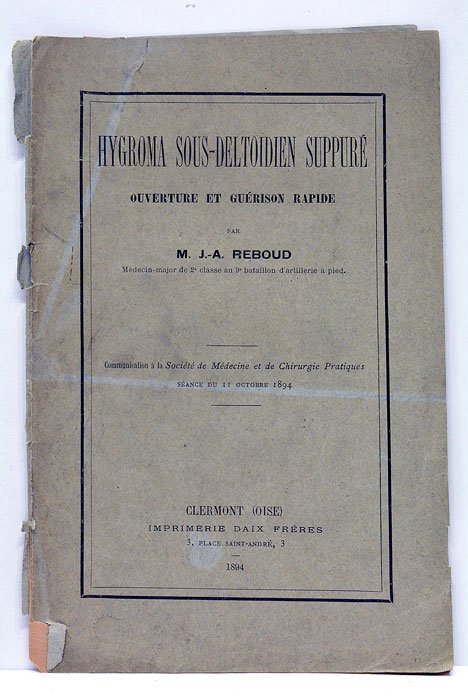 HYGROMA SOUS-DELTOIDIEN SUPPURÉ
OUVERTURE ET GUÉRISON RAPIDE
PAR
M. J.-A. REBOUD
Médecin-major de 2e classe au 9e bataillon d'artillerie à pied.
Communication à la Société de Médecine et de Chirurgie Pratiques
SÉANCE DU 11 OCTOBRE 1894
CLERMONT (OISE)
IMPRIMERIE DAIX FRÈRES
3, PLACE SAINT-ANDRÉ, 3
1894